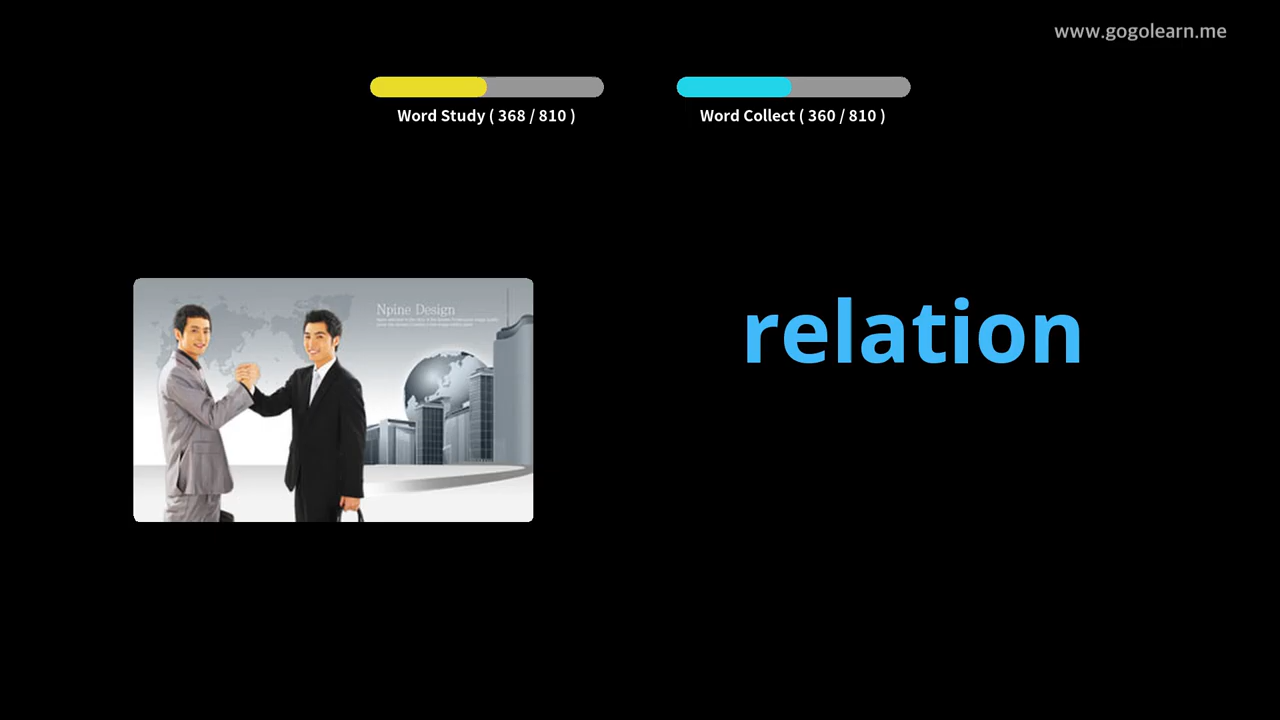 www.gogolearn.me
Word Study ( 368 / 810 )
Word Collect ( 360 / 810 )
Npine Design
relation